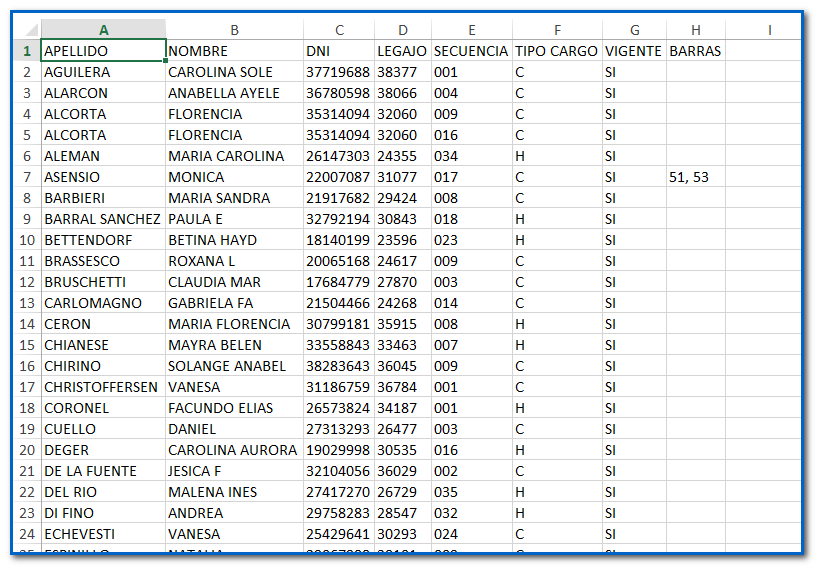 A B C D E F G H I
1 APELLIDO NOMBRE DNI LEGAJO SECUENCIA TIPO CARGO VIGENTE BARRAS
2 AGUILERA CAROLINA SOLE 37719688 38377 001 C SI
3 ALARCON ANABELLA AYELE 36780598 38066 004 C SI
4 ALCORTA FLORENCIA 35314094 32060 009 C SI
5 ALCORTA FLORENCIA 35314094 32060 016 C SI
6 ALEMAN MARIA CAROLINA 26147303 24355 034 H SI
7 ASENSIO MONICA 22007087 31077 017 C SI 51, 53
8 BARBIERI MARIA SANDRA 21917682 29424 008 C SI
9 BARRAL SANCHEZ PAULA E 32792194 30843 018 H SI
10 BETTENDORF BETINA HAYD 18140199 23596 023 H SI
11 BRASSESCO ROXANA L 20065168 24617 009 C SI
12 BRUSCHETTI CLAUDIA MAR 17684779 27870 003 C SI
13 CARLOMAGNO GABRIELA FA 21504466 24268 014 C SI
14 CERON MARIA FLORENCIA 30799181 35915 008 H SI
15 CHIANESE MAYRA BELEN 33558843 33463 007 H SI
16 CHIRINO SOLANGE ANABEL 38283643 36045 009 C SI
17 CHRISTOFFERSEN VANESA 31186759 36784 001 C SI
18 CORONEL FACUNDO ELIAS 26573824 34187 001 H SI
19 CUELLO DANIEL 27313293 26477 003 C SI
20 DEGER CAROLINA AURORA 19029998 30535 016 H SI
21 DE LA FUENTE JESICA F 32104056 36029 002 C SI
22 DEL RIO MALENA INES 27417270 26729 035 H SI
23 DI FINO ANDREA 29758283 28547 032 H SI
24 ECHEVESTI VANESA 25429641 30293 024 C SI